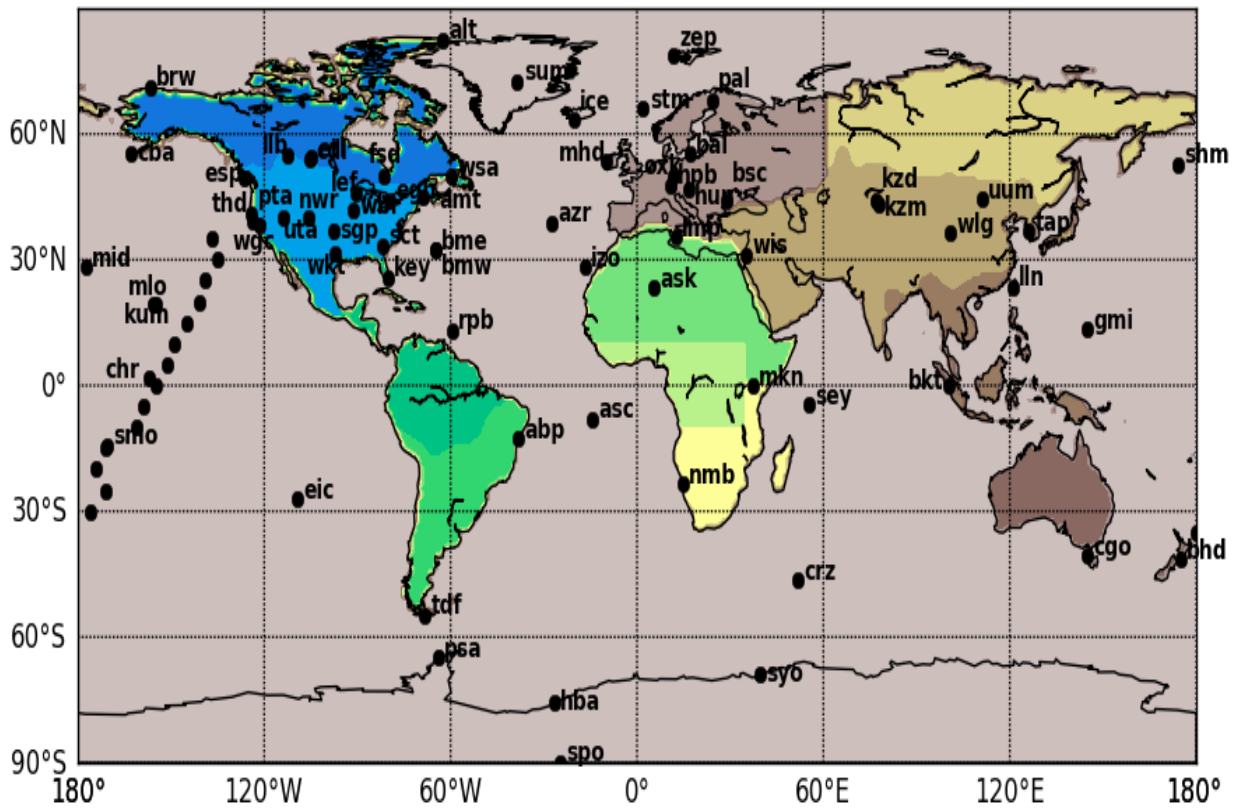 alt
zep
brw
sum
pal
ice
stm
60°N
cba
llb
fsd
mhd
bal
oxk
hpb
bsc
shm
esp
wsa
kzd
uum
pta
nwr
lef
egb
amt
hun
kzm
thd
wbi
azr
wlg
tap
wgc
uta
sgp
sct
bme
lmp
wis
mid
30°N
wkt
key
bmw
izo
ask
lln
mlo
kum
rpb
gmi
chr
0°
mkn
bkt
sey
smo
abp
asc
eic
nmb
30°S
cgo
bhd
crz
tdf
60°S
psa
syo
hba
spo
90°S
180°
120°W
60°W
0°
60°E
120°E
180°